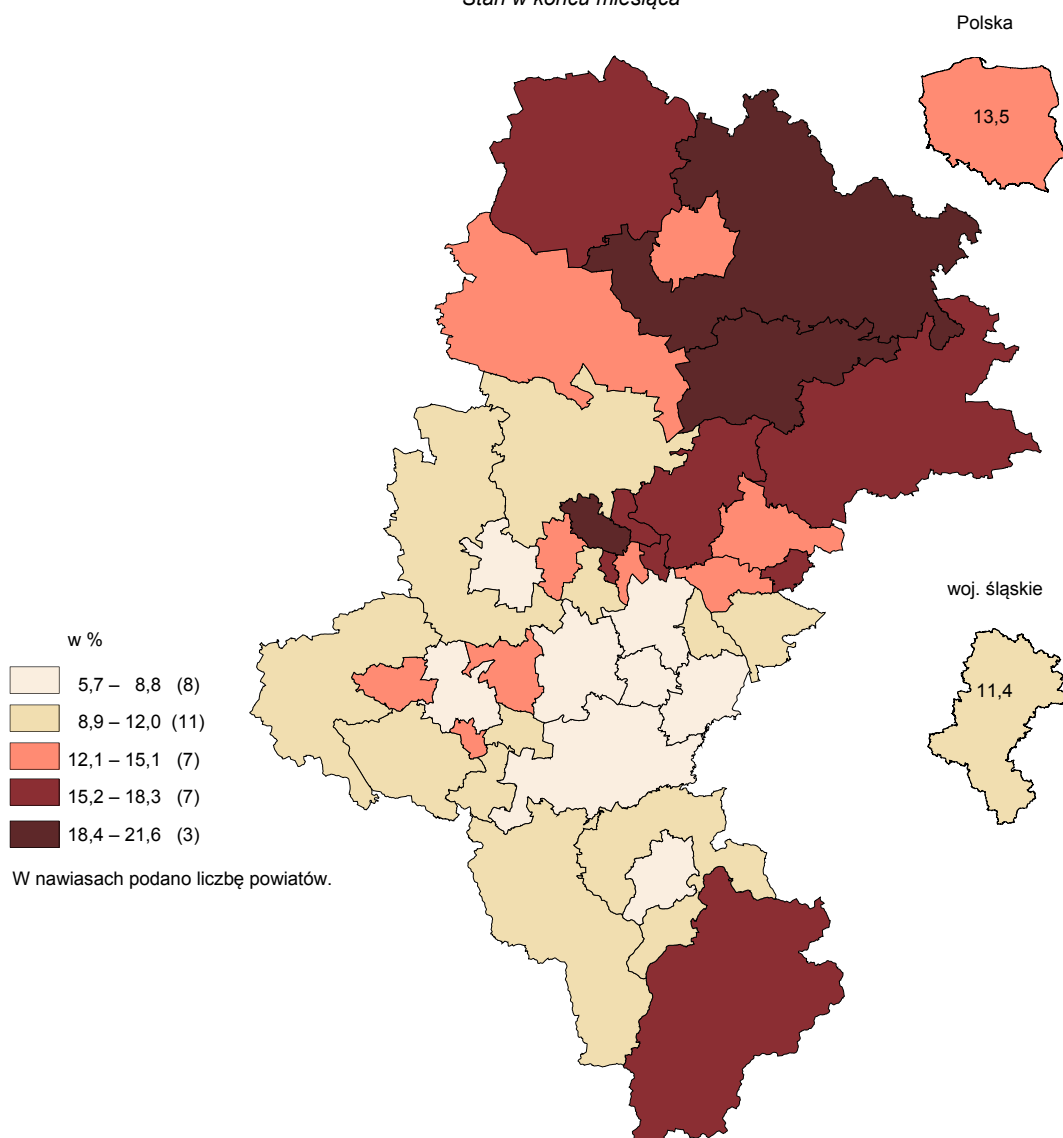 Stan w końcu miesiąca
Polska
13,5
woj. śląskie
11,4
w %
5,7 – 8,8 (8)
8,9 – 12,0 (11)
12,1 – 15,1 (7)
15,2 – 18,3 (7)
18,4 – 21,6 (3)
W nawiasach podano liczbę powiatów.